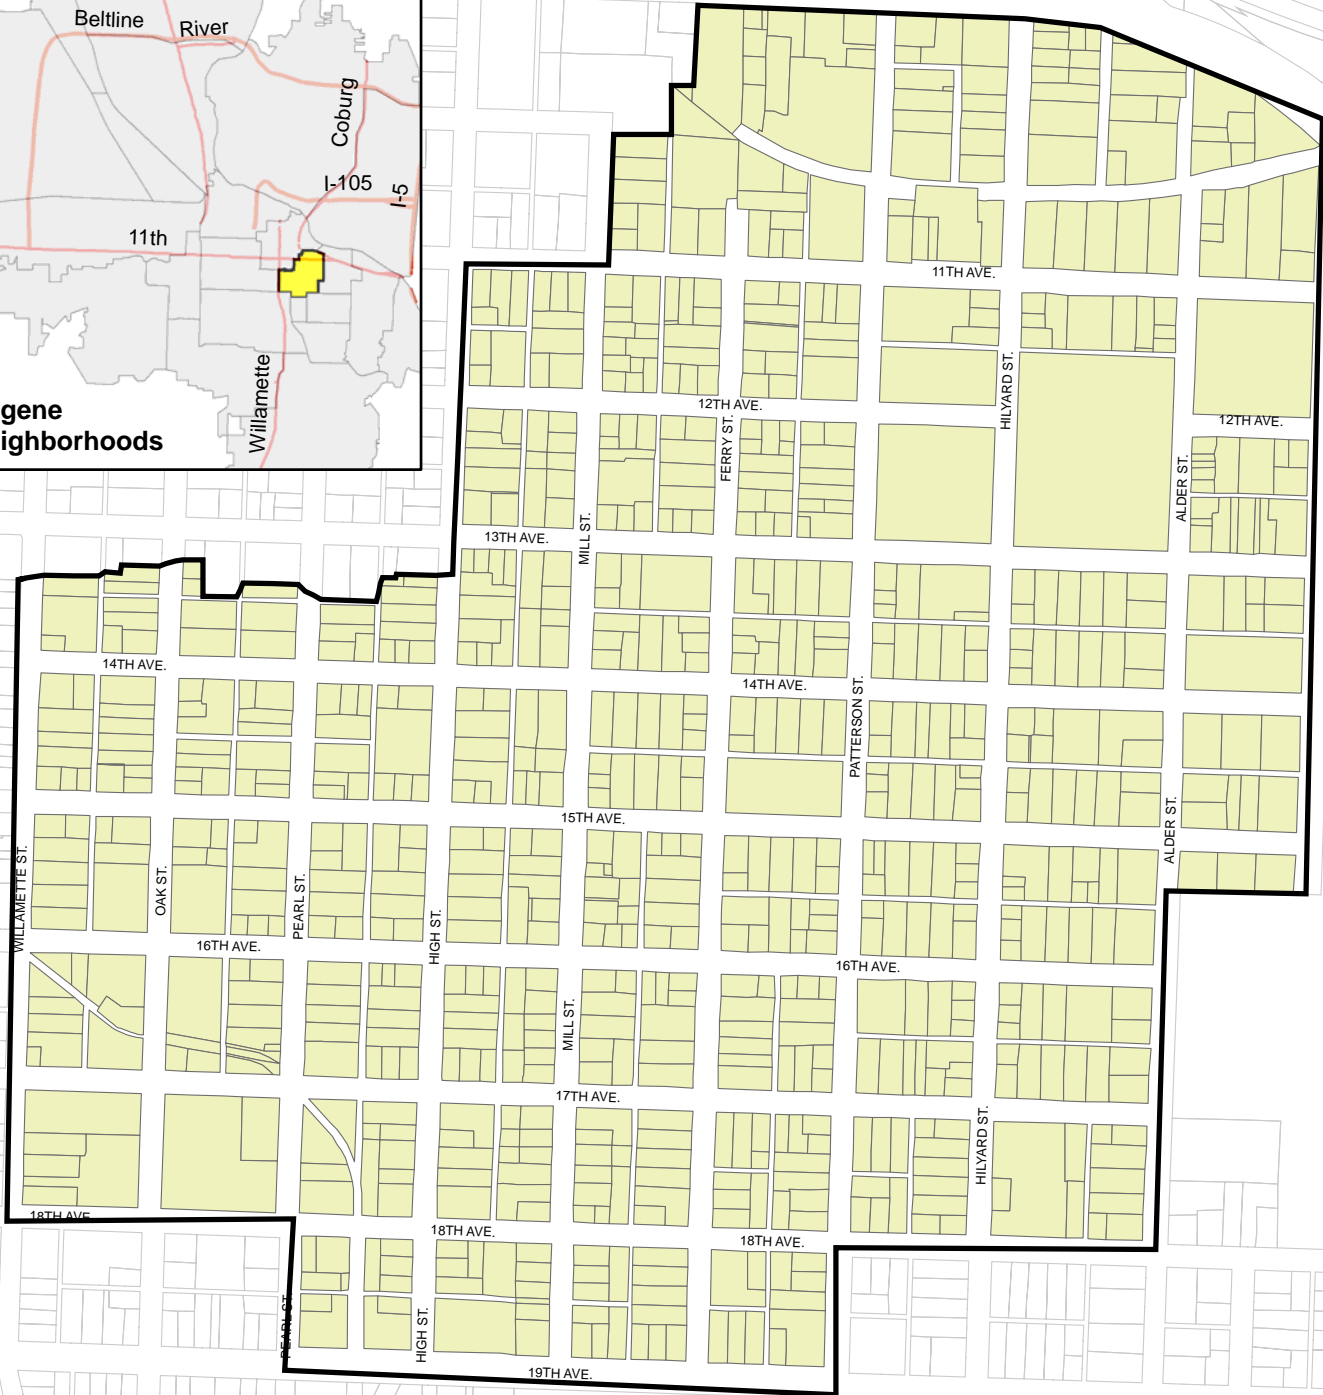 Beltline
River
Coburg
I-105
I-5
11th
Willamette
gene
ighborhoods
11TH AVE.
HILYARD ST.
12TH AVE.
12TH AVE.
FERRY ST.
ALDER ST.
13TH AVE.
MILL ST.
14TH AVE.
14TH AVE.
PATTERSON ST.
15TH AVE.
ALDER ST.
WILLAMETTE ST.
OAK ST.
PEARL ST.
HIGH ST.
16TH AVE.
16TH AVE.
MILL ST.
17TH AVE.
HILYARD ST.
18TH AVE
18TH AVE.
18TH AVE.
PEARL ST.
HIGH ST.
19TH AVE.